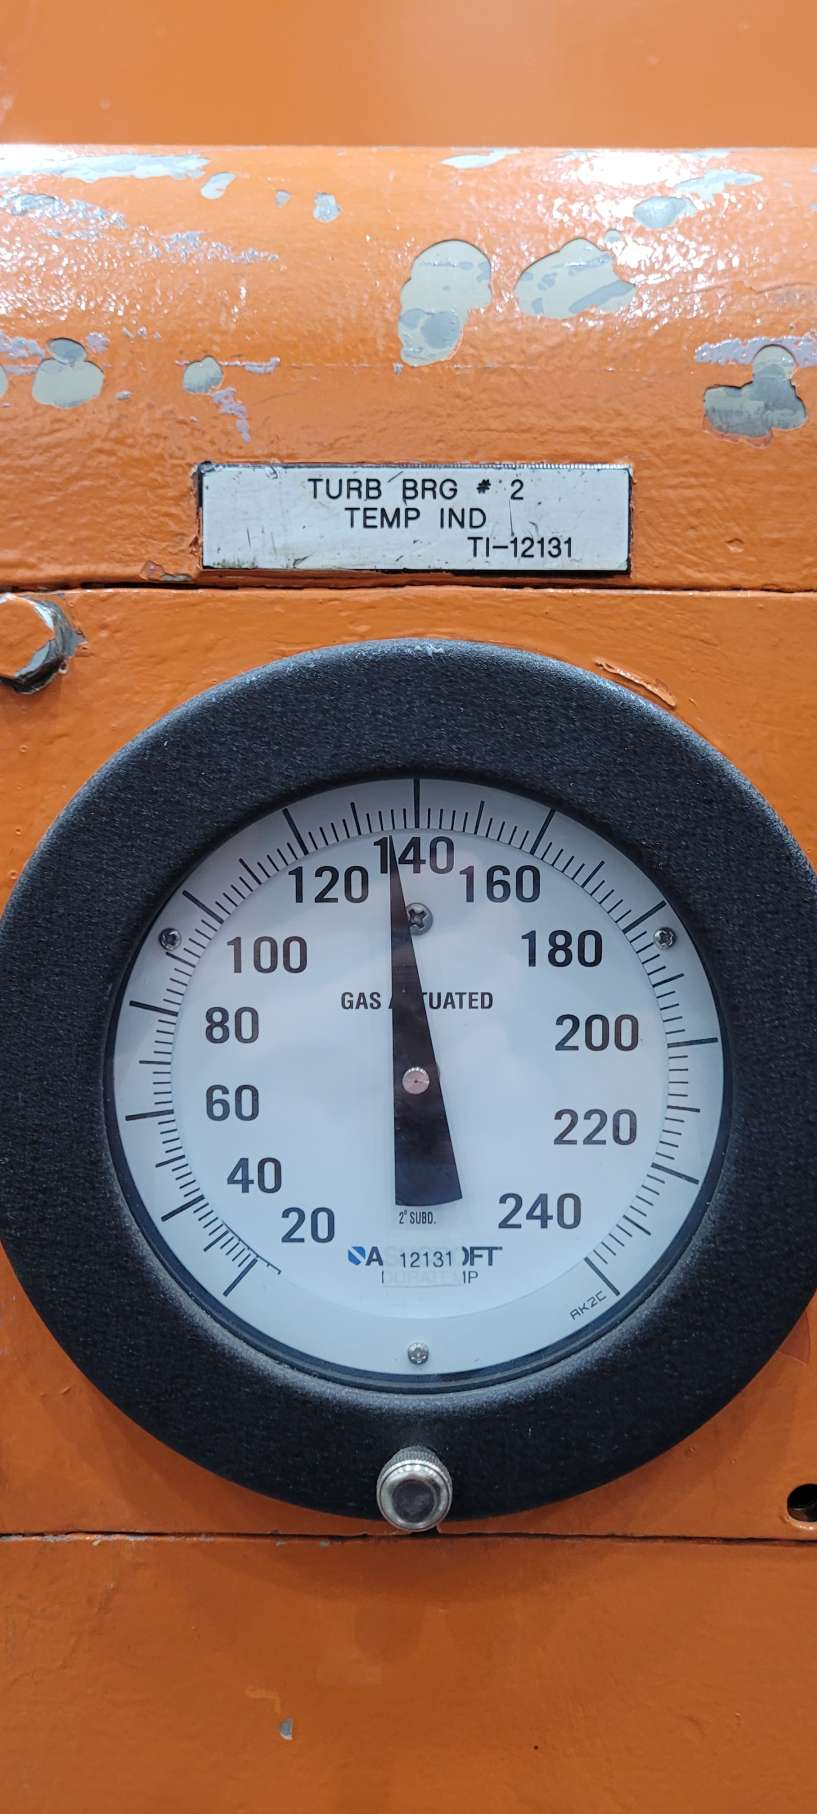 TURB BRG # 2
TEMP IND
TI-12131
140
120 160
100 180
80 200
60 220
40
20 240
GAS TUATED
2° SUBD.
12131
AKZC